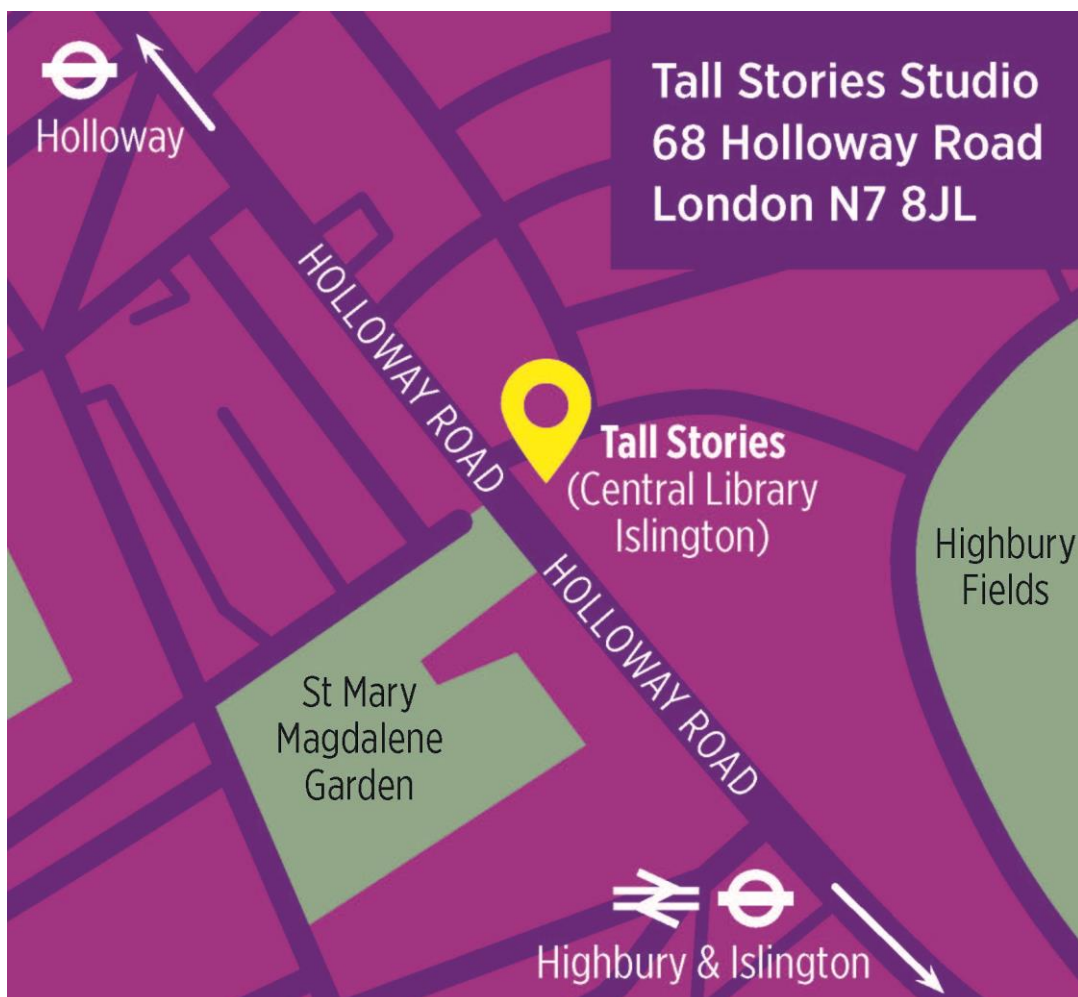 Holloway
Tall Stories Studio
68 Holloway Road
London N7 8JL
HOLLOWAY ROAD
Tall Stories
(Central Library
Islington)
Highbury
Fields
HOLLOWAY ROAD
St Mary
Magdalene
Garden
Highbury & Islington